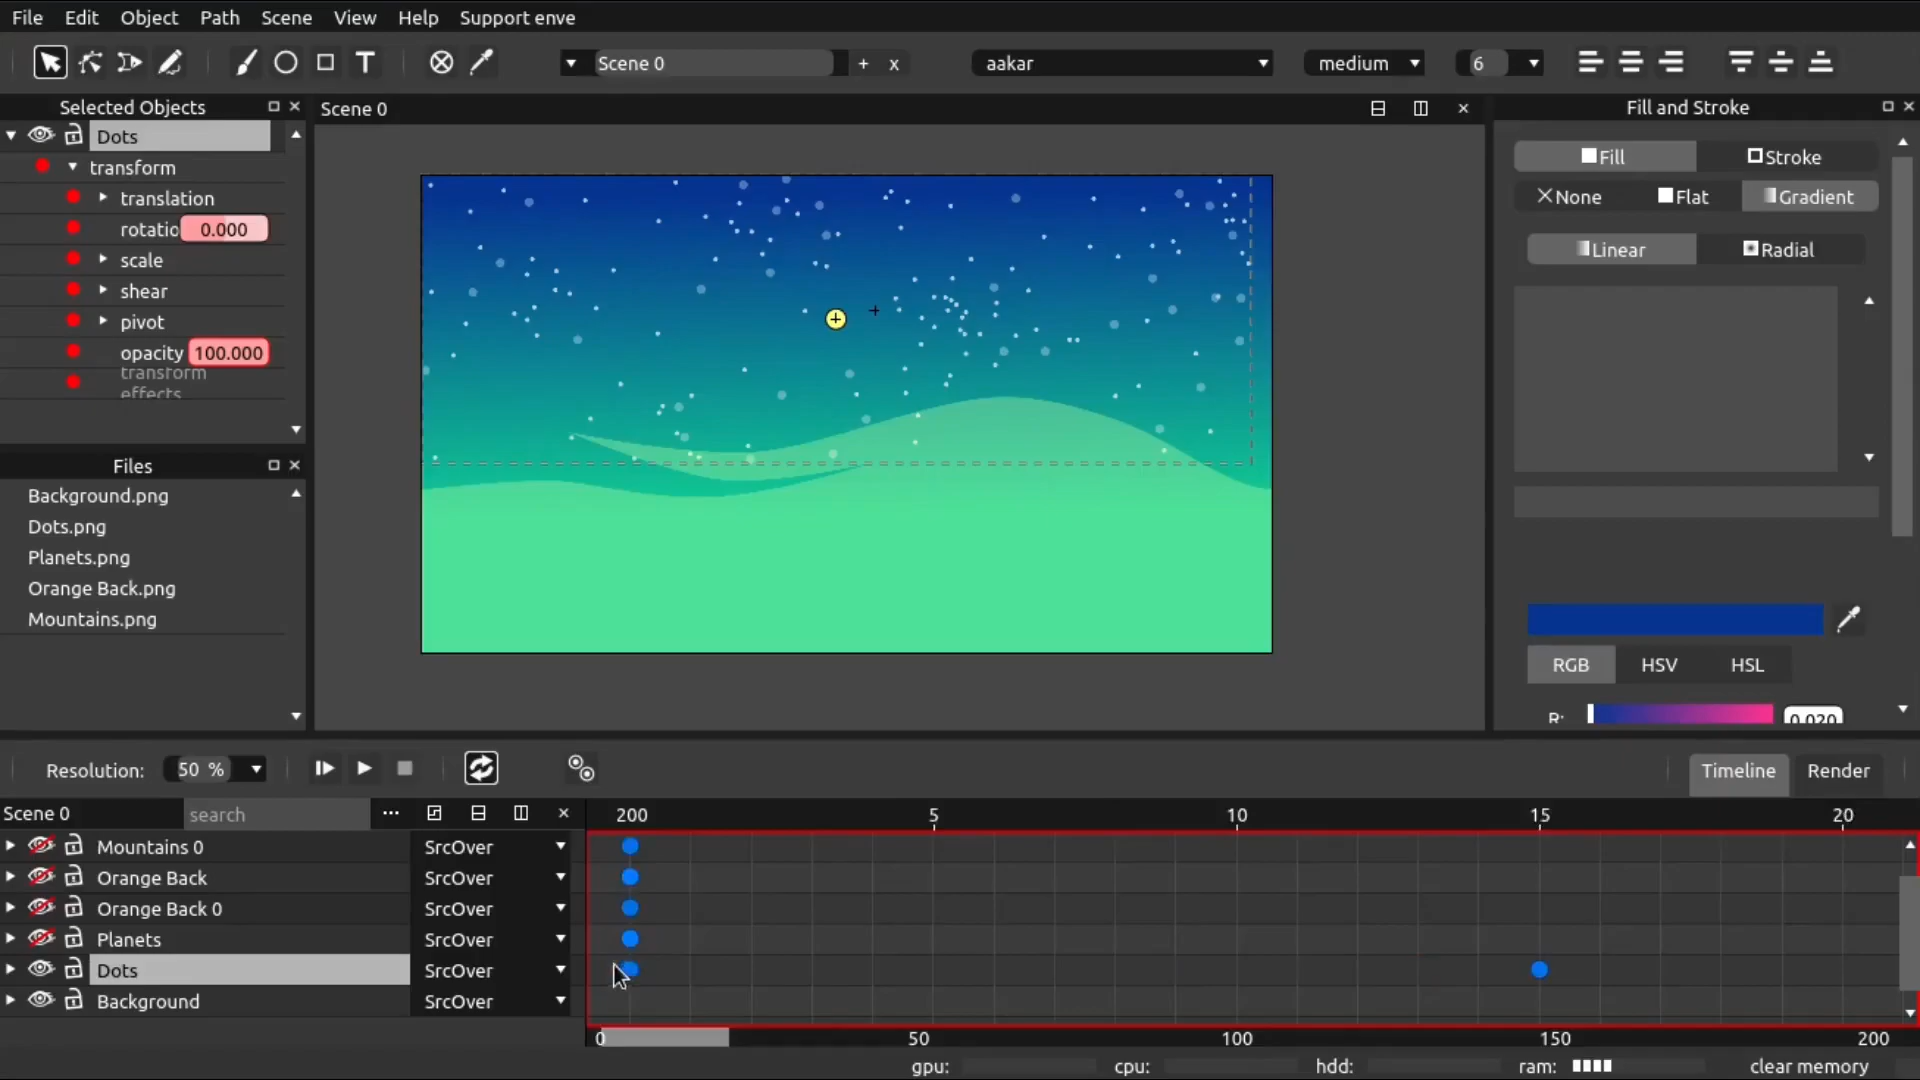 File Edit Object Path Scene View Help Support enve
Scene 0 + x aakar medium 6
Selected Objects
Scene 0
Fill and Stroke
Dots
transform
translation
rotatio 0.000
scale
shear
pivot
opacity 100.000
transform
effects
Fill Stroke
None Flat Gradient
Linear Radial
RGB HSV HSL
R: 0.020
Files
Background.png
Dots.png
Planets.png
Orange Back.png
Mountains.png
Resolution: 50 %
Timeline Render
Scene 0 search ...
200 5 10 15 20
Mountains 0 SrcOver
Orange Back SrcOver
Orange Back 0 SrcOver
Planets SrcOver
Dots SrcOver
Background SrcOver
0 50 100 150 200
gpu: cpu: hdd: ram: clear memory